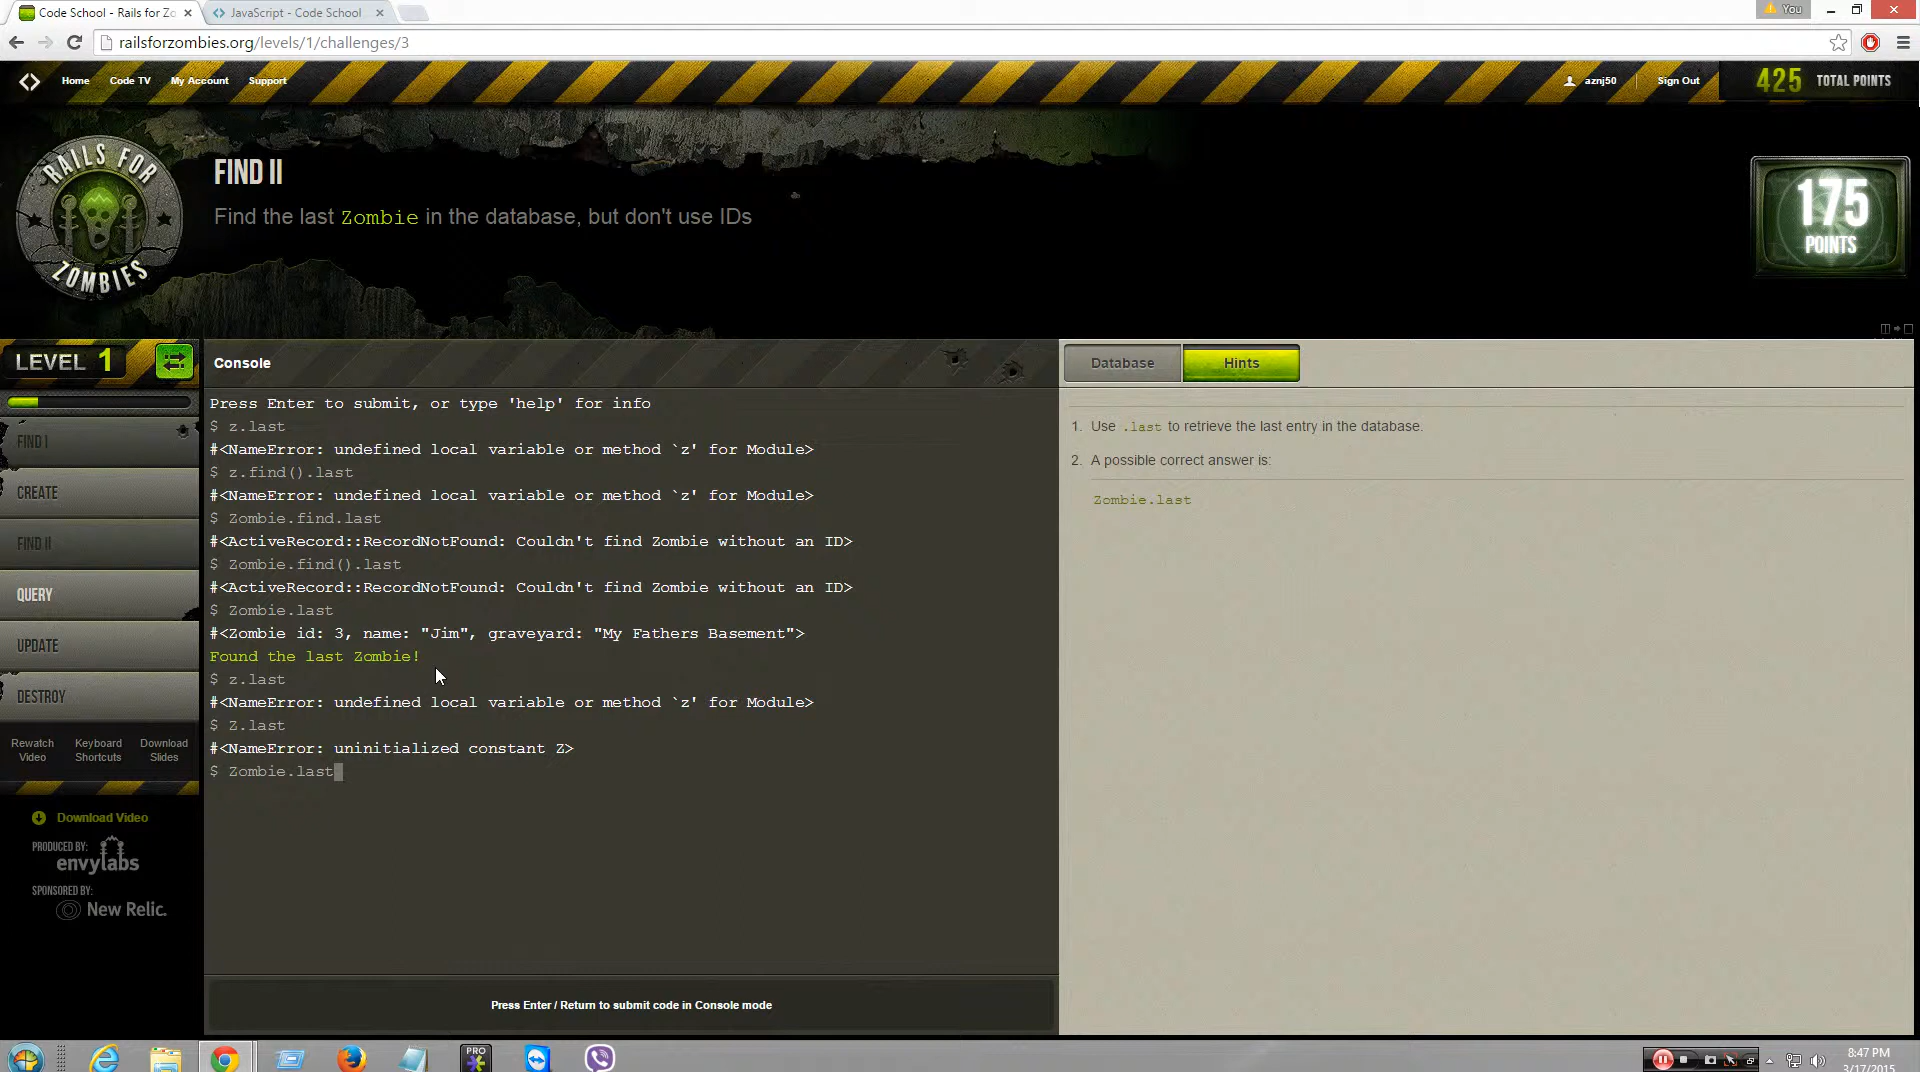 Code School - Rails for Zo
JavaScript - Code School
You
railsforzombies.org/levels/1/challenges/3
Home
Code TV
My Account
Support
aznj50
Sign Out
425 TOTAL POINTS
RAILS FOR
ZOMBIES
FIND II
Find the last Zombie in the database, but don't use IDs
175
POINTS
LEVEL 1
FIND I
CREATE
FIND II
QUERY
UPDATE
DESTROY
Rewatch
Video
Keyboard
Shortcuts
Download
Slides
Download Video
PRODUCED BY:
envylabs
SPONSORED BY:
New Relic.
Console
Press Enter to submit, or type 'help' for info
$ z.last
#<NameError: undefined local variable or method `z' for Module>
$ z.find().last
#<NameError: undefined local variable or method `z' for Module>
$ Zombie.find.last
#<ActiveRecord::RecordNotFound: Couldn't find Zombie without an ID>
$ Zombie.find().last
#<ActiveRecord::RecordNotFound: Couldn't find Zombie without an ID>
$ Zombie.last
#<Zombie id: 3, name: "Jim", graveyard: "My Fathers Basement">
Found the last Zombie!
$ z.last
#<NameError: undefined local variable or method `z' for Module>
$ Z.last
#<NameError: uninitialized constant Z>
$ Zombie.last
Press Enter / Return to submit code in Console mode
Database
Hints
1. Use .last to retrieve the last entry in the database.
2. A possible correct answer is:
Zombie.last
PRO
8:47 PM
3/17/2015